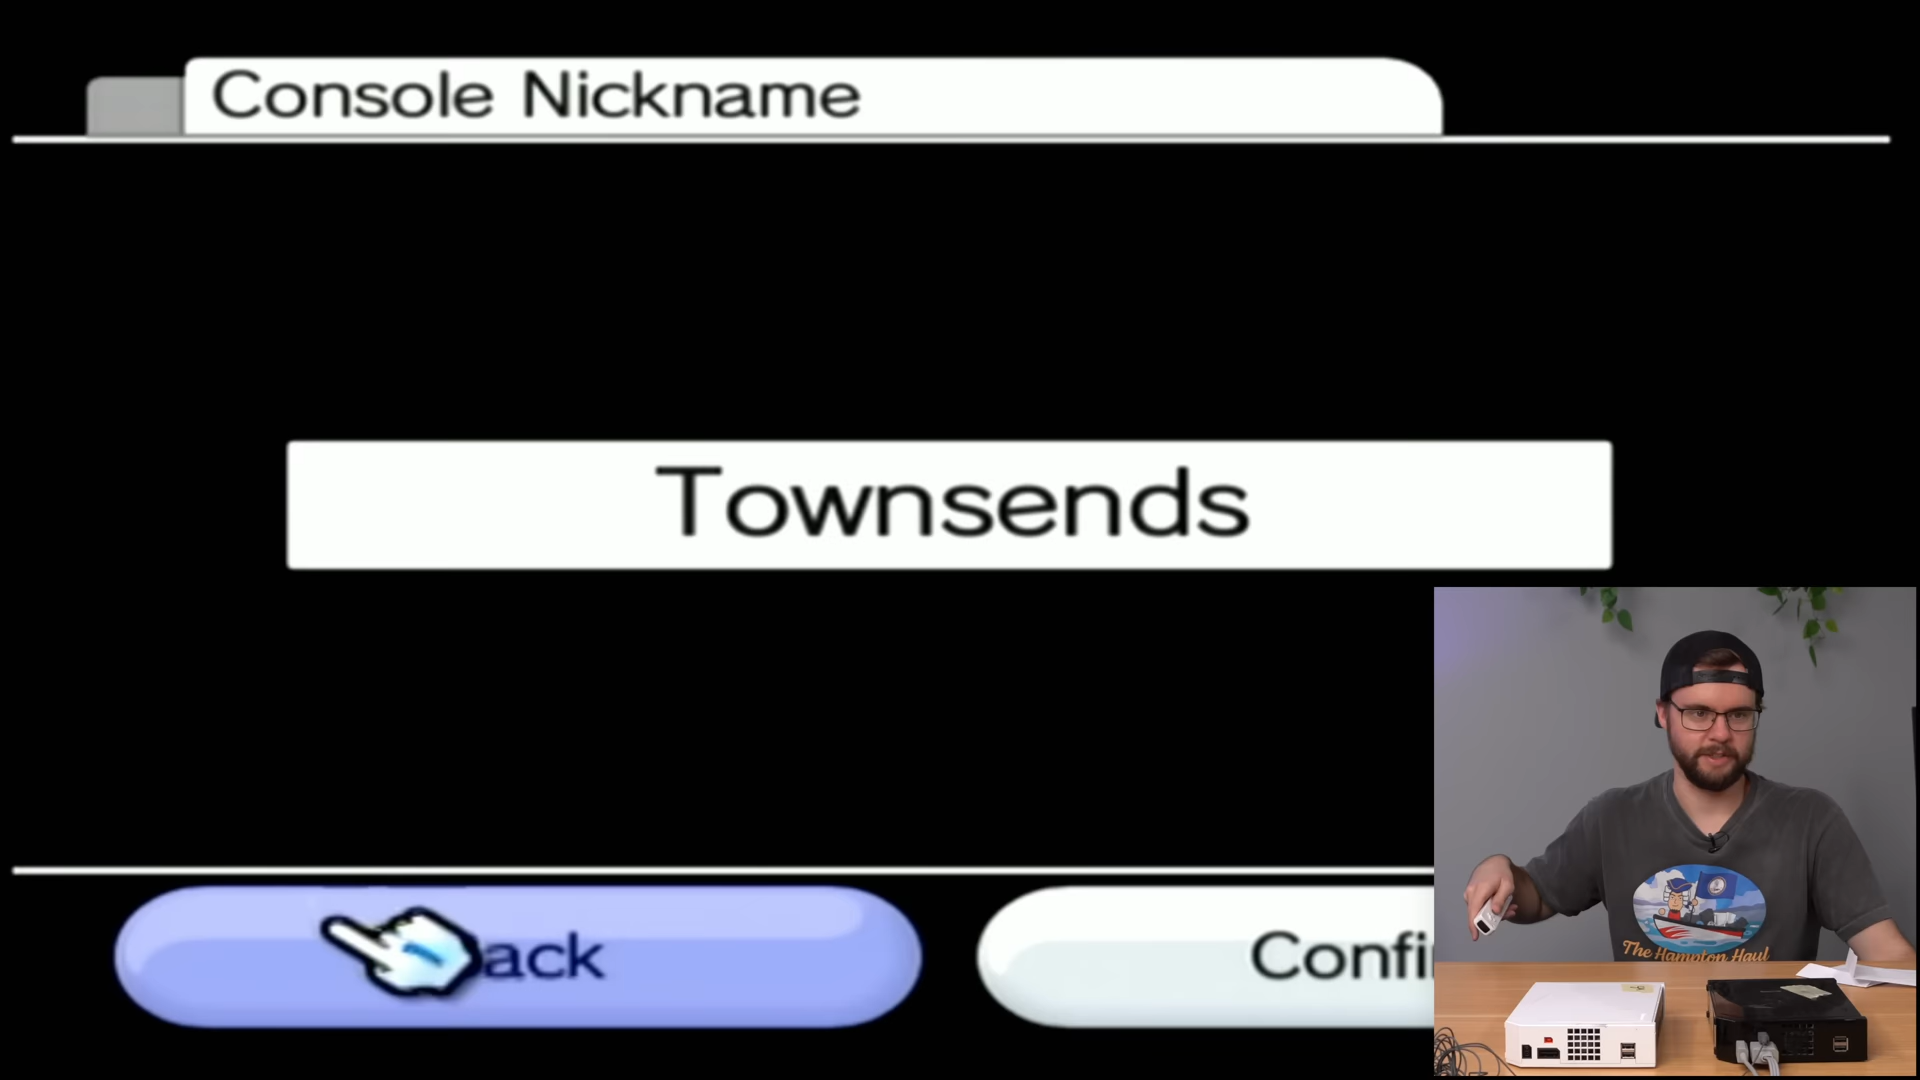 Console Nickname
Townsends
ack
Confi
The Hampton Haul